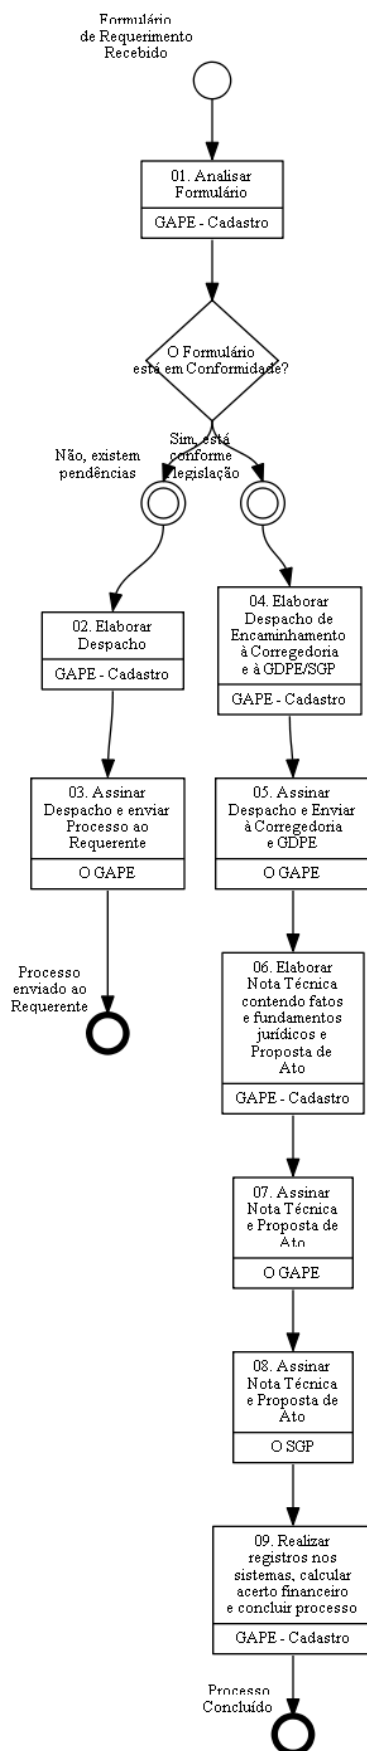 Formulário
de Requerimento
Recebido
01. Analisar
Formulário
GAPE - Cadastro
O Formulário
está em Conformidade?
Não, existem
pendências
Sim, está
conforme
legislação
02. Elaborar
Despacho
GAPE - Cadastro
04. Elaborar
Despacho de
Encaminhamento
à Corregedoria
e à GDPE/SGP
GAPE - Cadastro
03. Assinar
Despacho e enviar
Processo ao
Requerente
O GAPE
05. Assinar
Despacho e Enviar
à Corregedoria
e GDPE
O GAPE
Processo
enviado ao
Requerente
06. Elaborar
Nota Técnica
contendo fatos
e fundamentos
jurídicos e
Proposta de
Ato
GAPE - Cadastro
07. Assinar
Nota Técnica
e Proposta de
Ato
O GAPE
08. Assinar
Nota Técnica
e Proposta de
Ato
O SGP
09. Realizar
registros nos
sistemas, calcular
acerto financeiro
e concluir processo
GAPE - Cadastro
Processo
Concluído